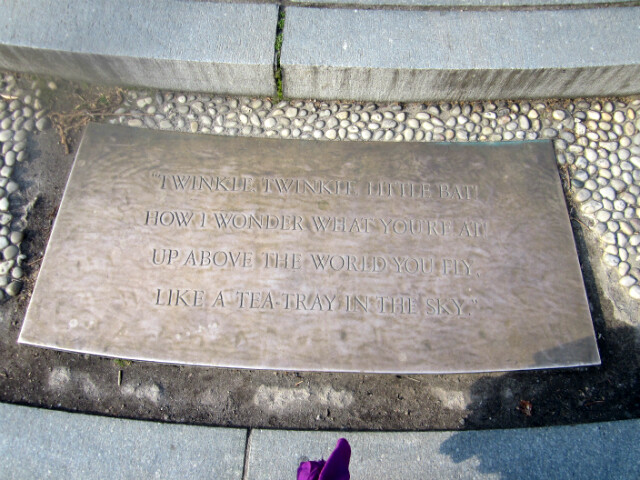 "TWINKLE, TWINKLE, LITTLE BAT!
HOW I WONDER WHAT YOU'RE AT!
UP ABOVE THE WORLD YOU FLY,
LIKE A TEA-TRAY IN THE SKY."